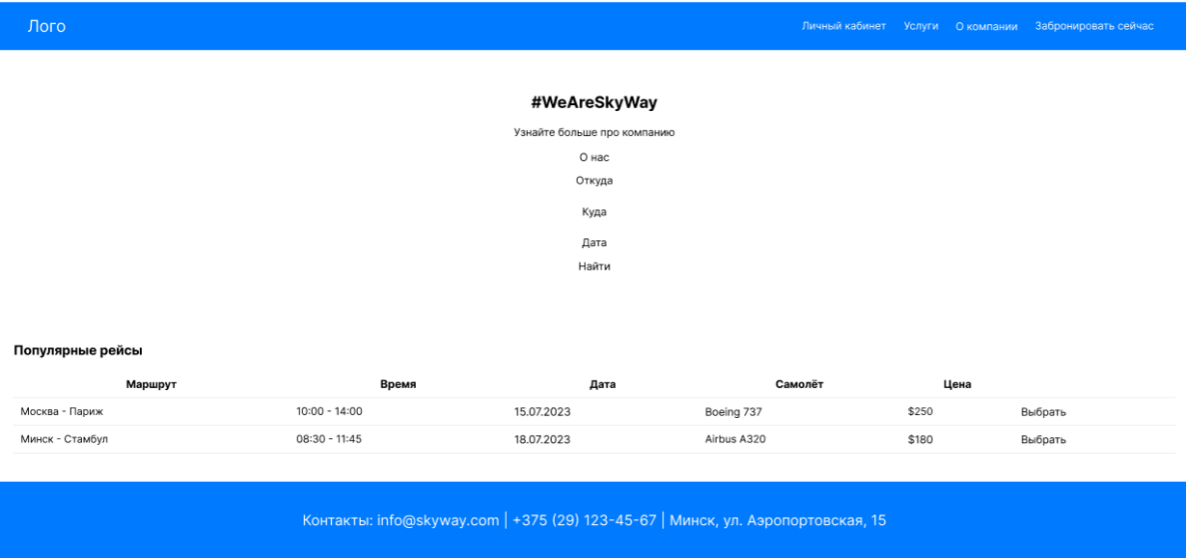 Лого Личный кабинет Услуги О компании Забронировать сейчас
#WeAreSkyWay
Узнайте больше про компанию
О нас
Откуда
Куда
Дата
Найти
Популярные рейсы
Маршрут Время Дата Самолёт Цена
Москва - Париж 10:00 - 14:00 15.07.2023 Boeing 737 $250 Выбрать
Минск - Стамбул 08:30 - 11:45 18.07.2023 Airbus A320 $180 Выбрать
Контакты: info@skyway.com | +375 (29) 123-45-67 | Минск, ул. Аэропортовская, 15